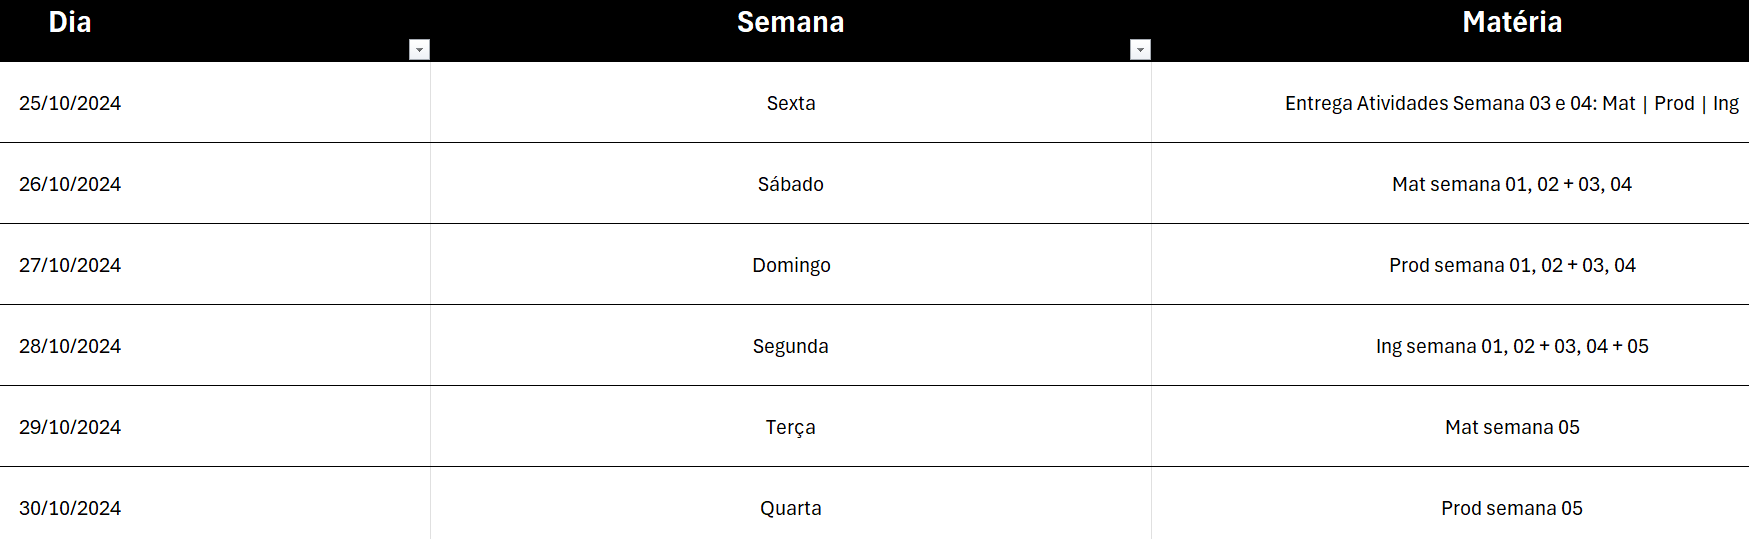 Dia Semana Matéria
25/10/2024 Sexta Entrega Atividades Semana 03 e 04: Mat | Prod | Ing
26/10/2024 Sábado Mat semana 01, 02 + 03, 04
27/10/2024 Domingo Prod semana 01, 02 + 03, 04
28/10/2024 Segunda Ing semana 01, 02 + 03, 04 + 05
29/10/2024 Terça Mat semana 05
30/10/2024 Quarta Prod semana 05